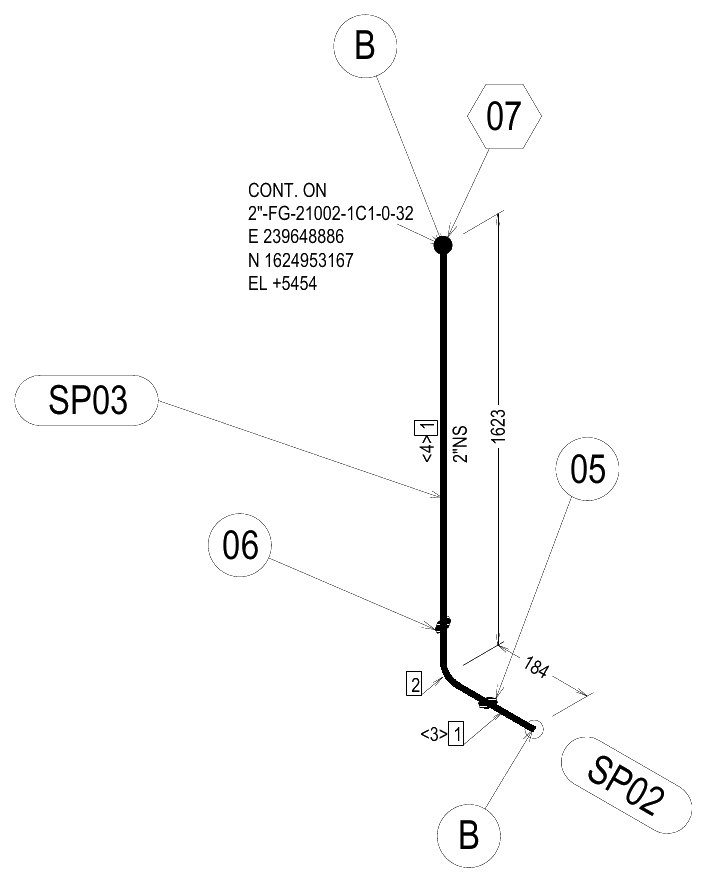 B
07
CONT. ON
2"-FG-21002-1C1-0-32
E 239648886
N 1624953167
EL +5454
SP03
<4> 1
2"NS
1623
05
06
184
2
<3> 1
SP02
B